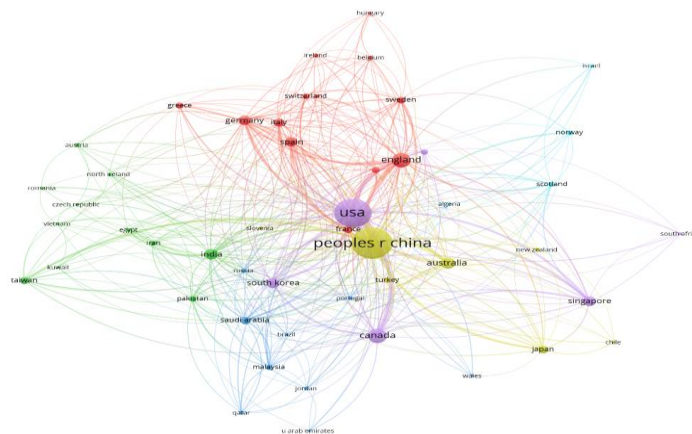 hungary
ireland
belgium
israel
switzerland
sweden
greece
germany
italy
norway
spain
austria
england
north ireland
scotland
romania
czech republic
algeria
usa
vietnam
egypt
slovenia
france
south afri
iran
peoples r china
india
new zealand
australia
kuwait
russia
taiwan
south korea
turkey
pakistan
portugal
singapore
saudi arabia
brazil
canada
chile
japan
malaysia
wales
jordan
qatar
u arab emirates